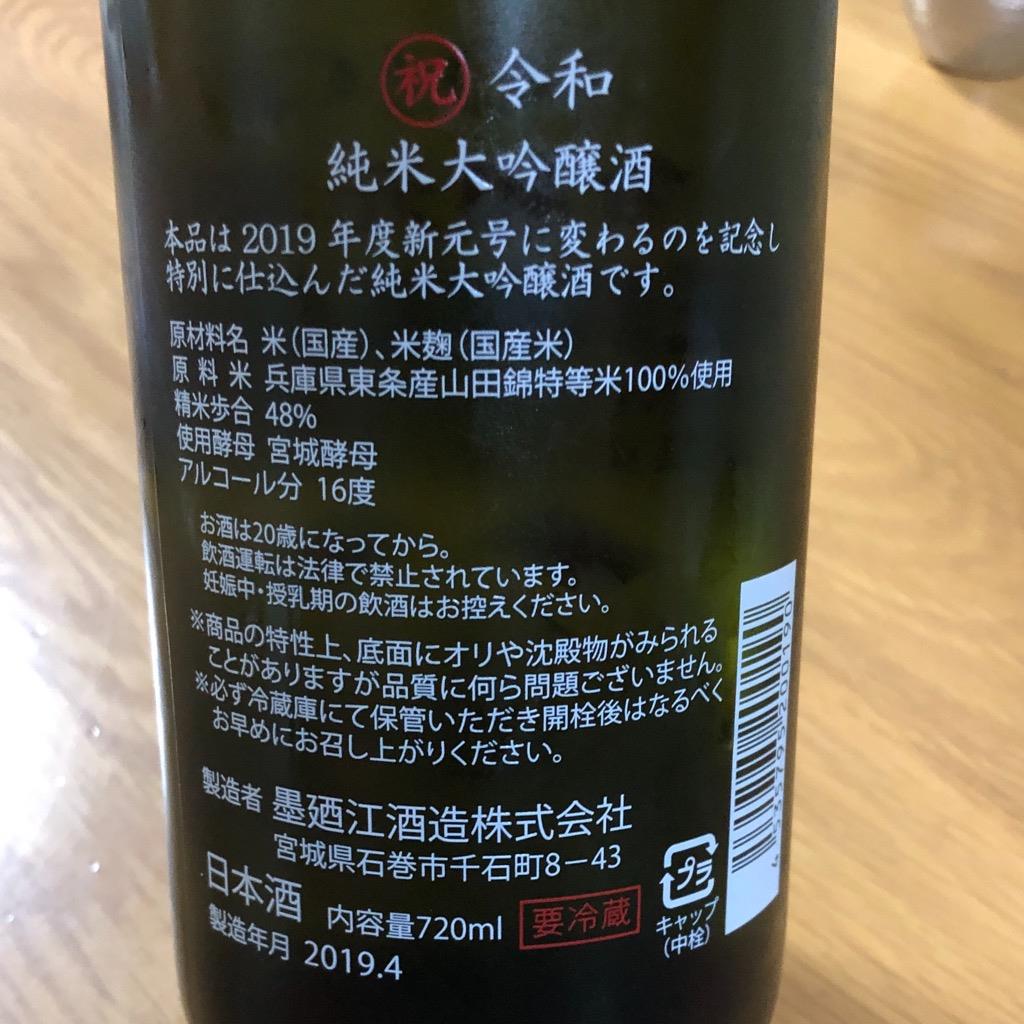 祝 令和
純米大吟醸酒
本品は2019年度新元号に変わるのを記念し
特別に仕込んだ純米大吟醸酒です。
原材料名 米(国産)、米麹(国産米)
原料米 兵庫県東条産山田錦特等米100%使用
精米歩合 48%
使用酵母 宮城酵母
アルコール分 16度
お酒は20歳になってから。
飲酒運転は法律で禁止されています。
妊娠中・授乳期の飲酒はお控えください。
※商品の特性上、底面にオリや沈殿物がみられる
ことがありますが品質に何ら問題ございません。
※必ず冷蔵庫にて保管いただき開栓後はなるべく
お早めにお召し上がりください。
製造者 墨廼江酒造株式会社
宮城県石巻市千石町8−43
日本酒 内容量720ml 要冷蔵
製造年月 2019.4
プラ
キャップ
(中栓)